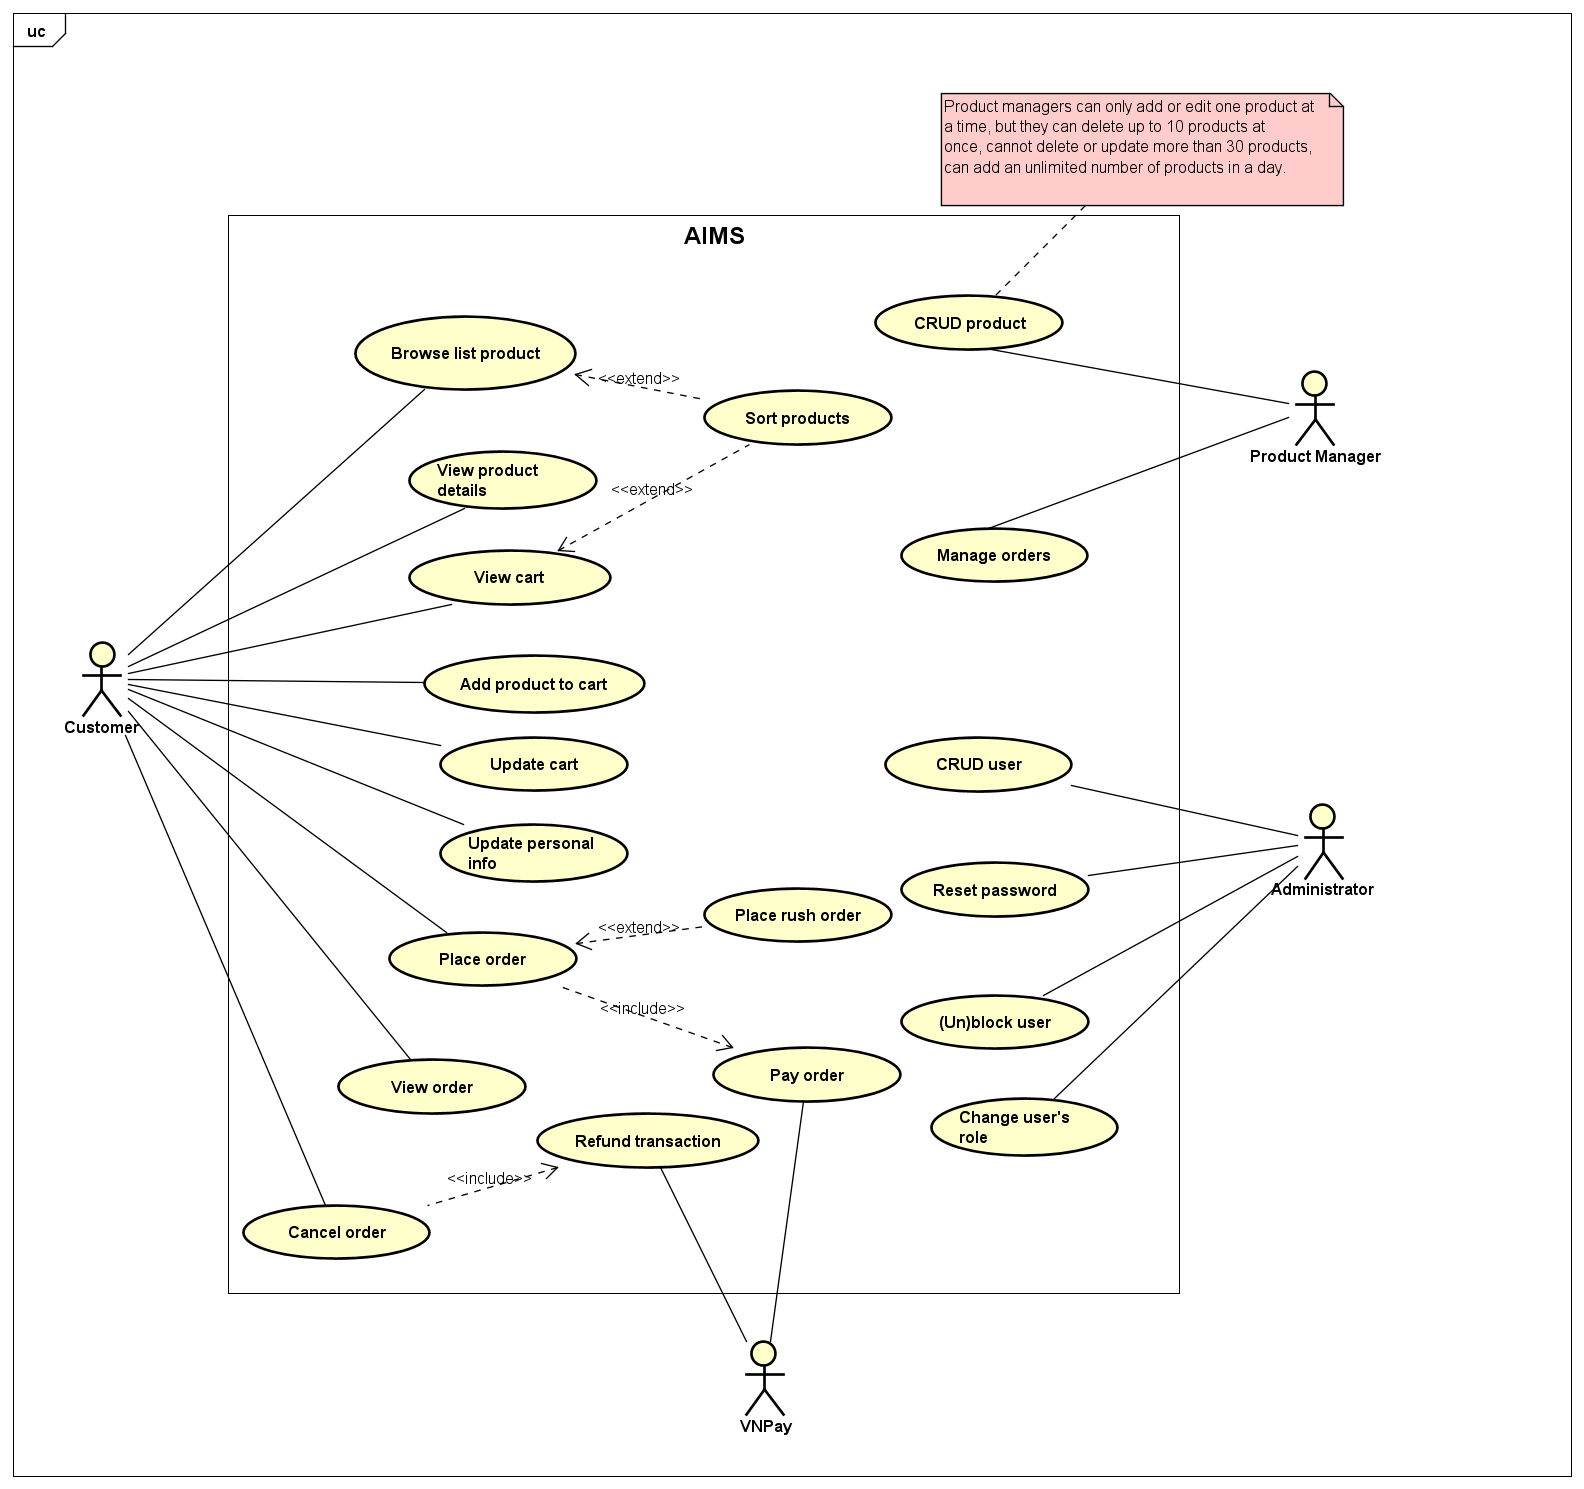 uc
Product managers can only add or edit one product at
a time, but they can delete up to 10 products at
once, cannot delete or update more than 30 products,
can add an unlimited number of products in a day.
AIMS
CRUD product
Browse list product
<<extend>>
Sort products
Product Manager
View product
details
<<extend>>
Manage orders
View cart
Add product to cart
Customer
Update cart
CRUD user
Update personal
info
Reset password
Administrator
Place rush order
<<extend>>
Place order
<<include>>
(Un)block user
Pay order
View order
Change user's
role
Refund transaction
<<include>>
Cancel order
VNPay